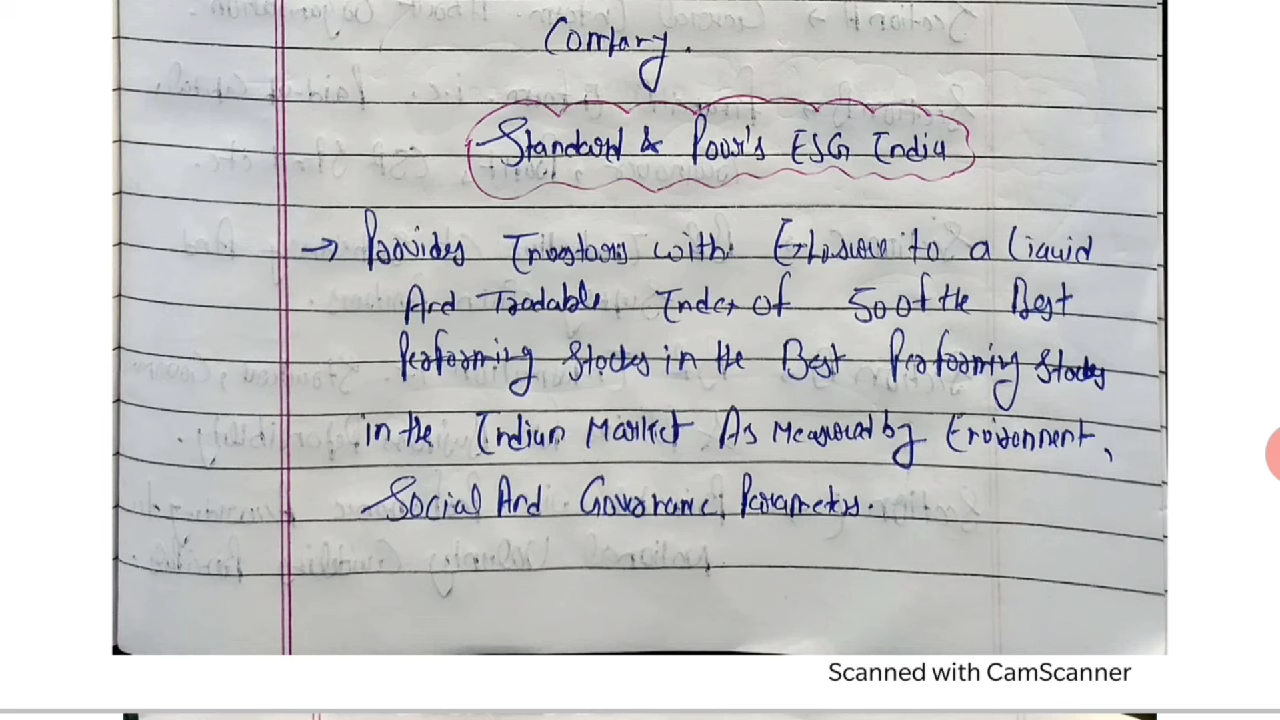 Company.
Standard & Poor's ESG India
→ Provides Investors with Exposure to a Liquid
And Tradable Index of 50 of the Best
Performing Stocks in the Best Performing Stocks
in the Indian Market As Measured by Environment,
Social And Governance Parameters.
Scanned with CamScanner